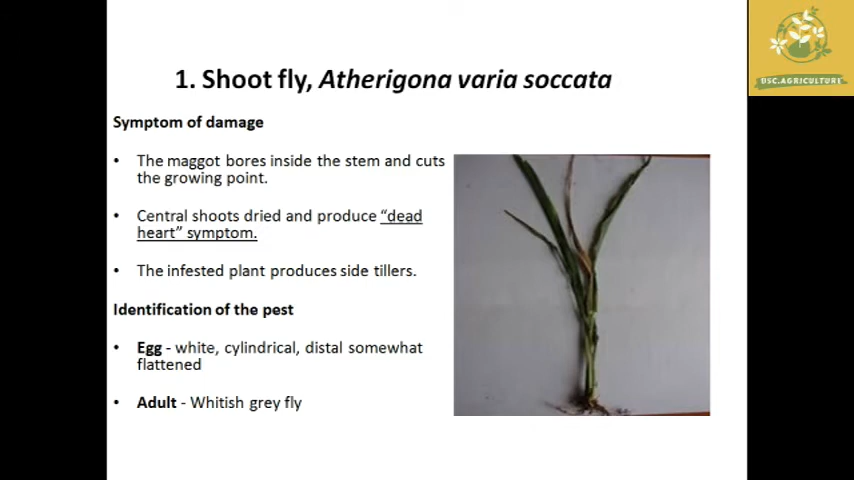 BSC.AGRICULTURE
1. Shoot fly, Atherigona varia soccata
Symptom of damage
• The maggot bores inside the stem and cuts
the growing point.
• Central shoots dried and produce “dead
heart” symptom.
• The infested plant produces side tillers.
Identification of the pest
• Egg - white, cylindrical, distal somewhat
flattened
• Adult - Whitish grey fly